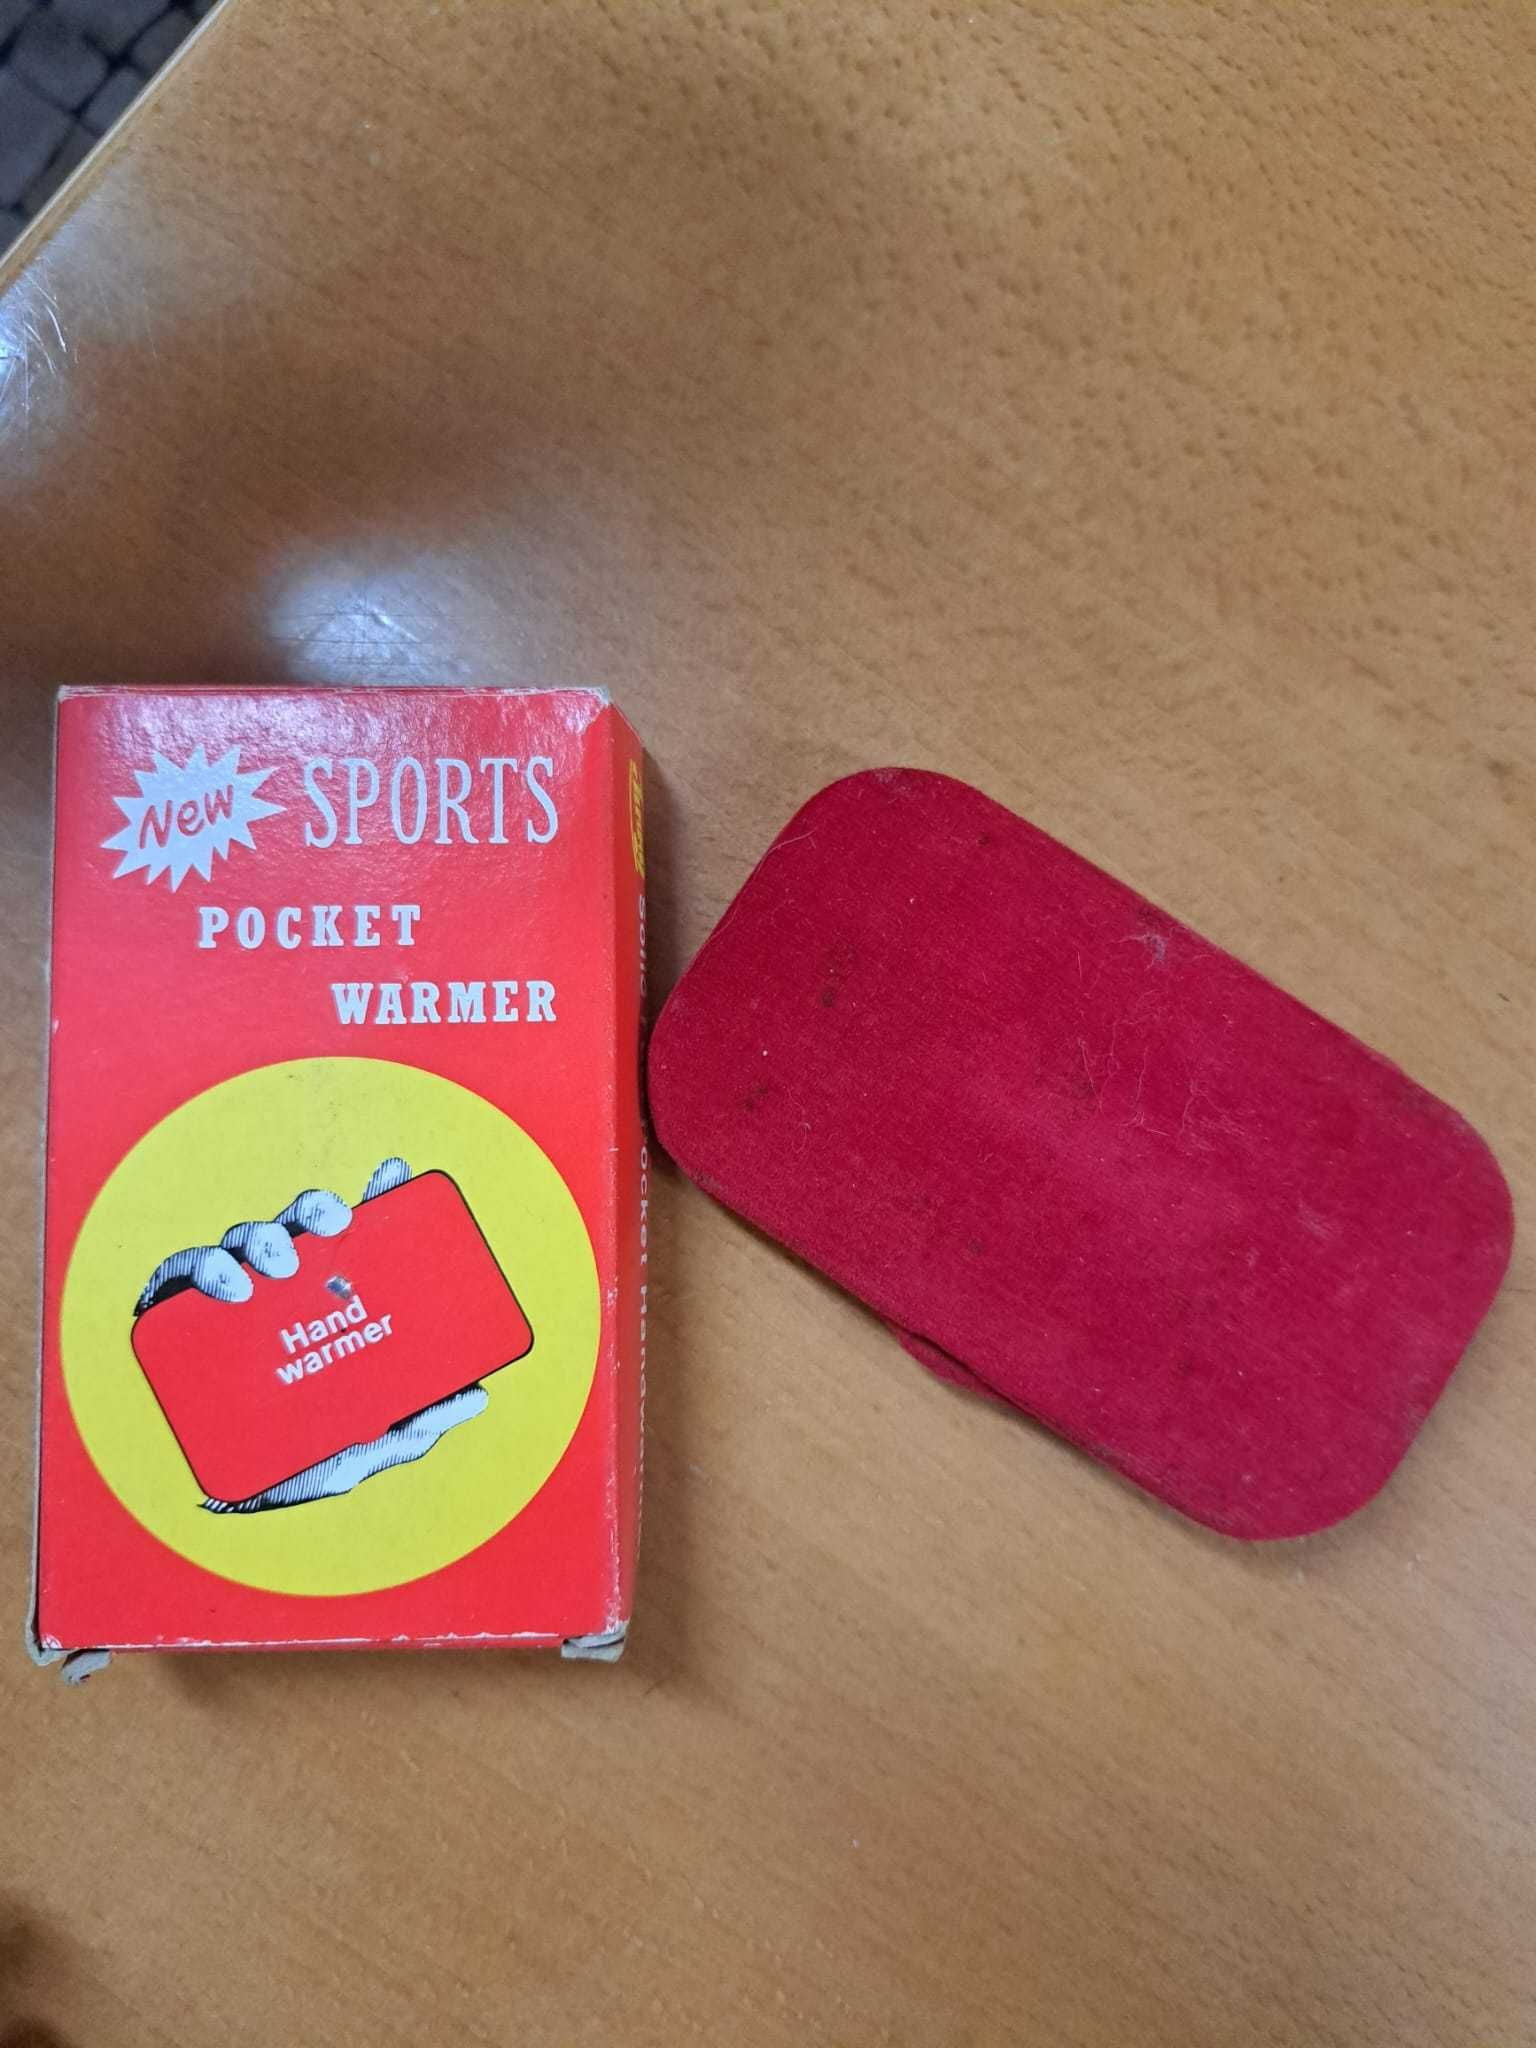 New SPORTS
POCKET
WARMER
Hand
warmer